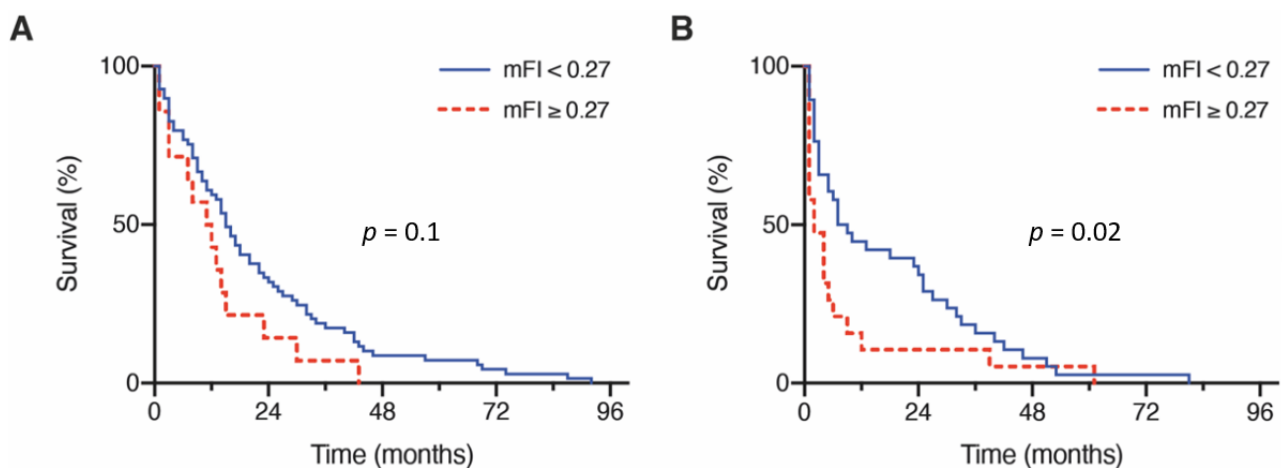 A
100
50
0
Survival (%)
mFI < 0.27
mFI ≥ 0.27
p = 0.1
0 24 48 72 96
Time (months)
B
100
50
0
Survival (%)
mFI < 0.27
mFI ≥ 0.27
p = 0.02
0 24 48 72 96
Time (months)